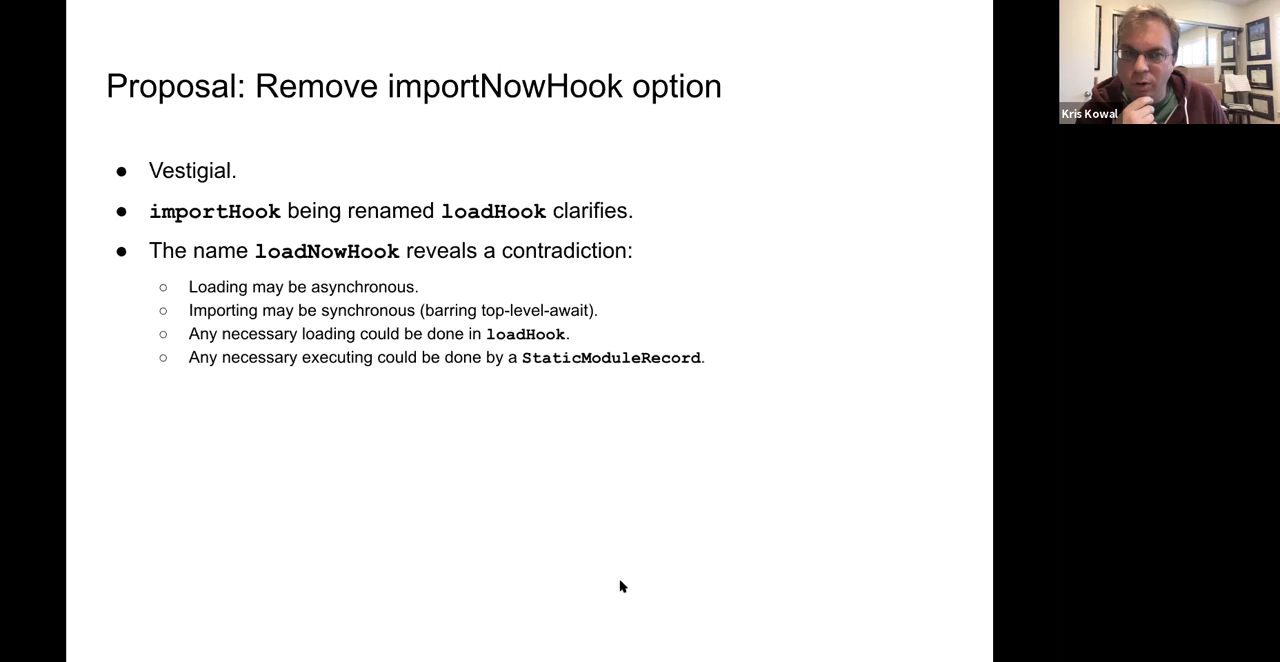 Proposal: Remove importNowHook option
● Vestigial.
● importHook being renamed loadHook clarifies.
● The name loadNowHook reveals a contradiction:
○ Loading may be asynchronous.
○ Importing may be synchronous (barring top-level-await).
○ Any necessary loading could be done in loadHook.
○ Any necessary executing could be done by a StaticModuleRecord.
Kris Kowal